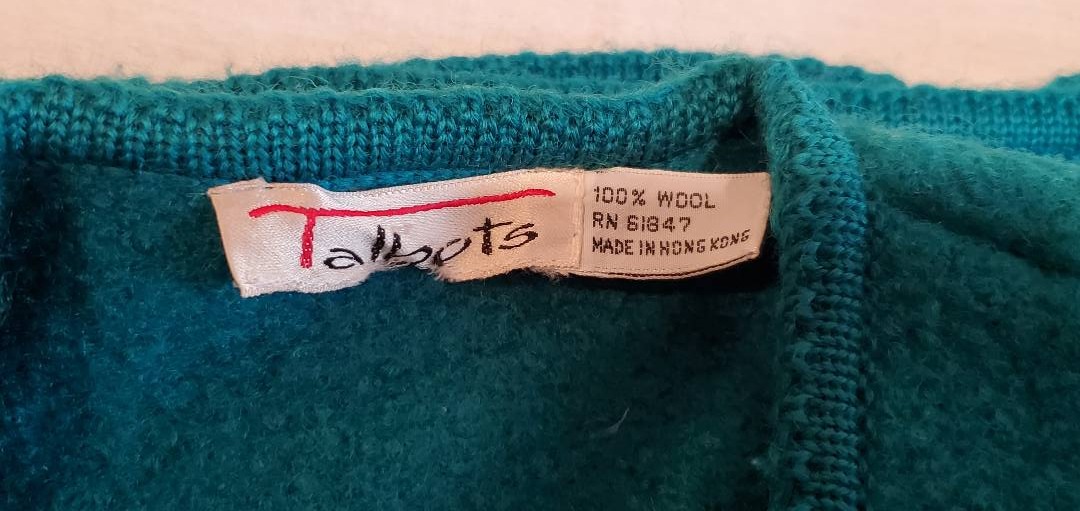 Talbots
100% WOOL
RN 61847
MADE IN HONG KONG